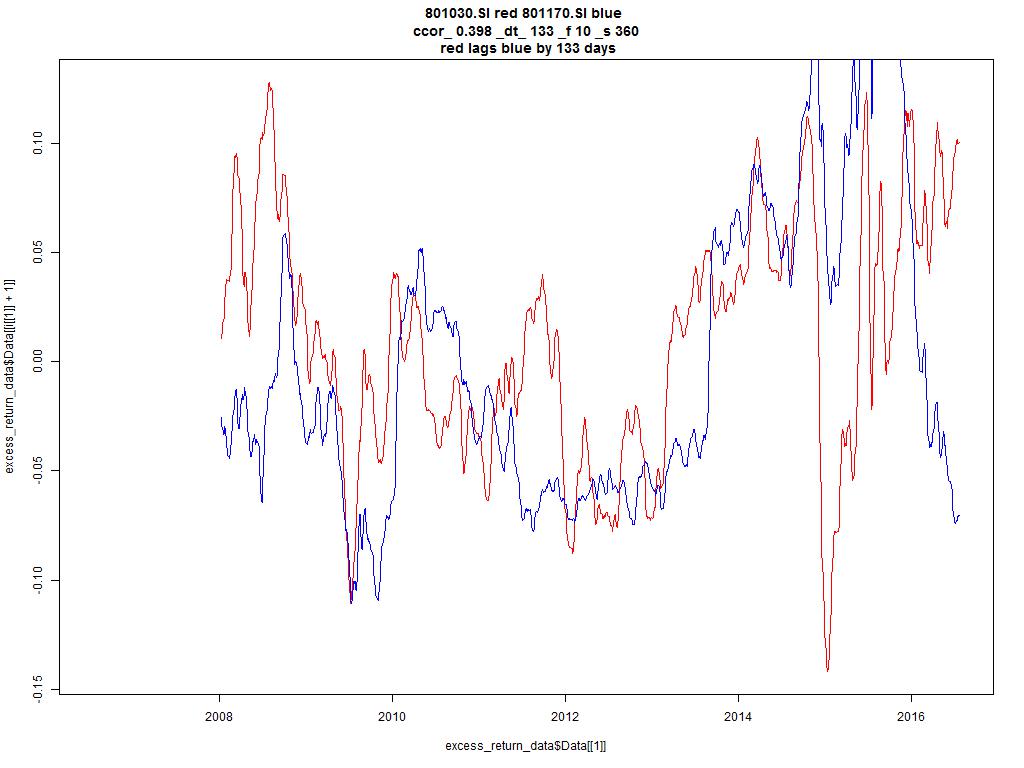 801030.SI red 801170.SI blue
ccor_ 0.398 _dt_ 133 _f 10 _s 360
red lags blue by 133 days
excess_return_data$Data[[i[1] + 1]]
0.10
0.05
0.00
-0.05
-0.10
-0.15
2008
2010
2012
2014
2016
excess_return_data$Data[[1]]